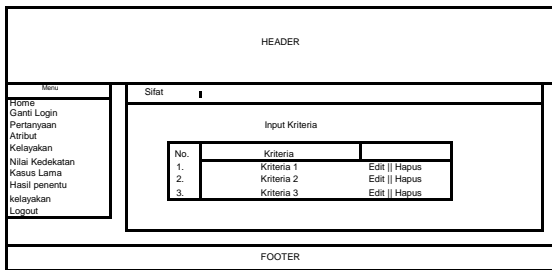 HEADER
Menu
Home
Ganti Login
Pertanyaan
Atribut
Kelayakan
Nilai Kedekatan
Kasus Lama
Hasil penentu
kelayakan
Logout
Sifat
Input Kriteria
No. Kriteria
1. Kriteria 1 Edit || Hapus
2. Kriteria 2 Edit || Hapus
3. Kriteria 3 Edit || Hapus
FOOTER